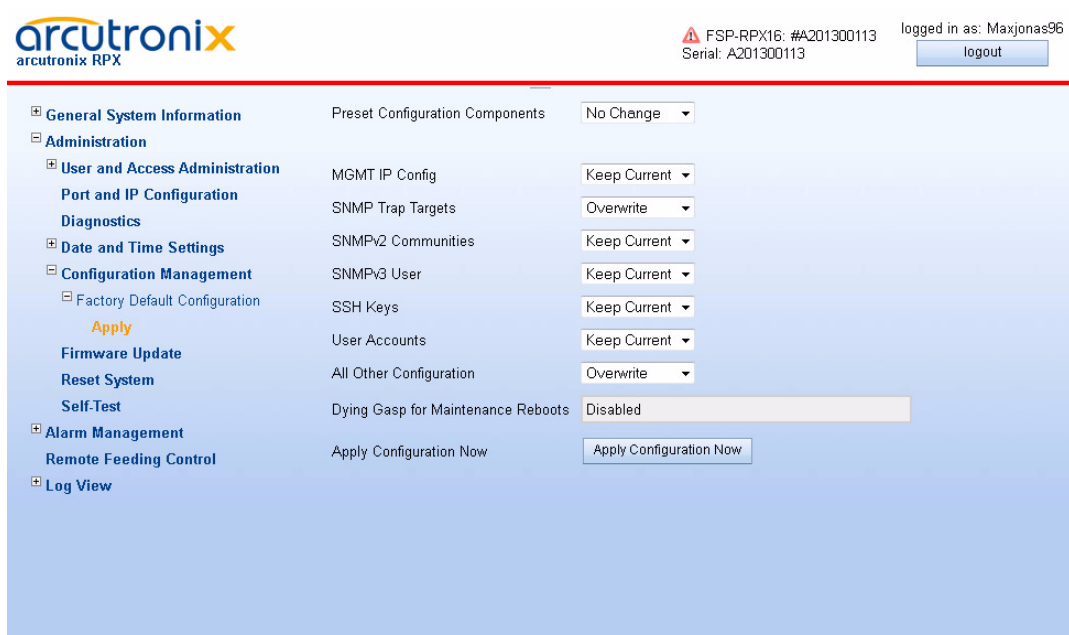 arcutronix
arcutronix RPX
FSP-RPX16: #A201300113
Serial: A201300113
logged in as: Maxjonas96
logout
General System Information
Administration
User and Access Administration
Port and IP Configuration
Diagnostics
Date and Time Settings
Configuration Management
Factory Default Configuration
Apply
Firmware Update
Reset System
Self-Test
Alarm Management
Remote Feeding Control
Log View
Preset Configuration Components No Change
MGMT IP Config Keep Current
SNMP Trap Targets Overwrite
SNMPv2 Communities Keep Current
SNMPv3 User Keep Current
SSH Keys Keep Current
User Accounts Keep Current
All Other Configuration Overwrite
Dying Gasp for Maintenance Reboots Disabled
Apply Configuration Now Apply Configuration Now